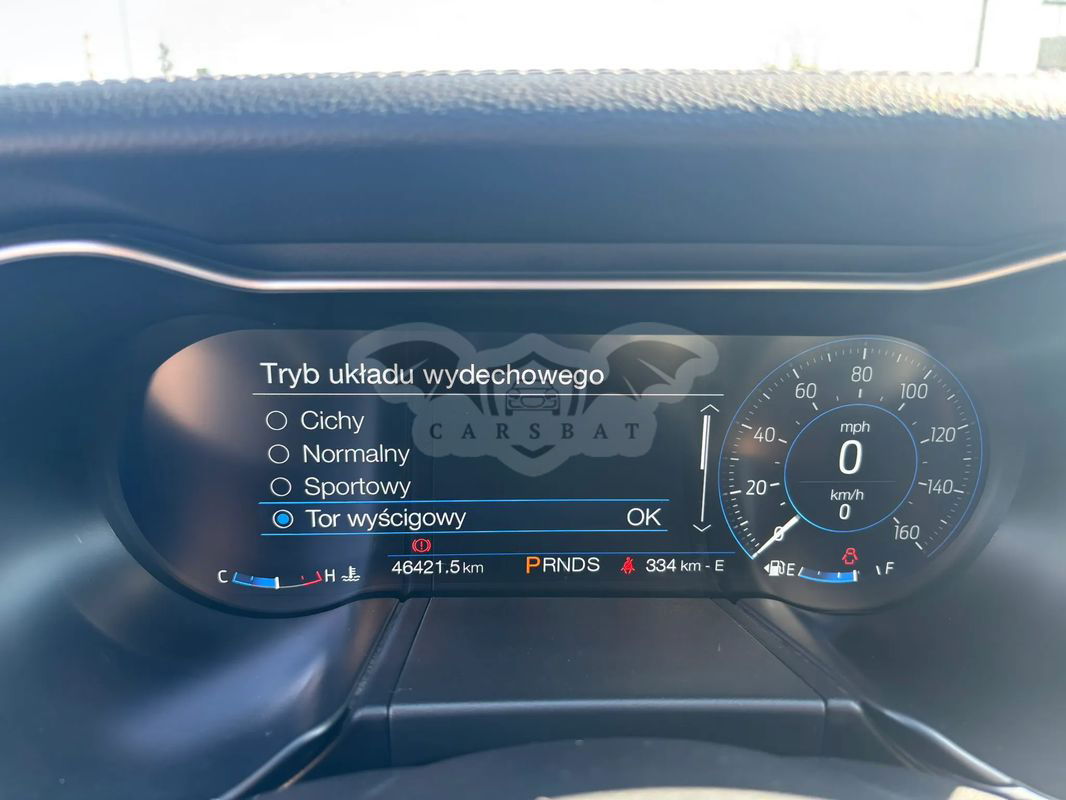 Tryb układu wydechowego
Cichy
Normalny
Sportowy
Tor wyścigowy OK
CARSBAT
0 20 40 60 80 100 120 140 160
mph
0
km/h
0
C H
46421.5 km PRNDS 334 km - E
E F